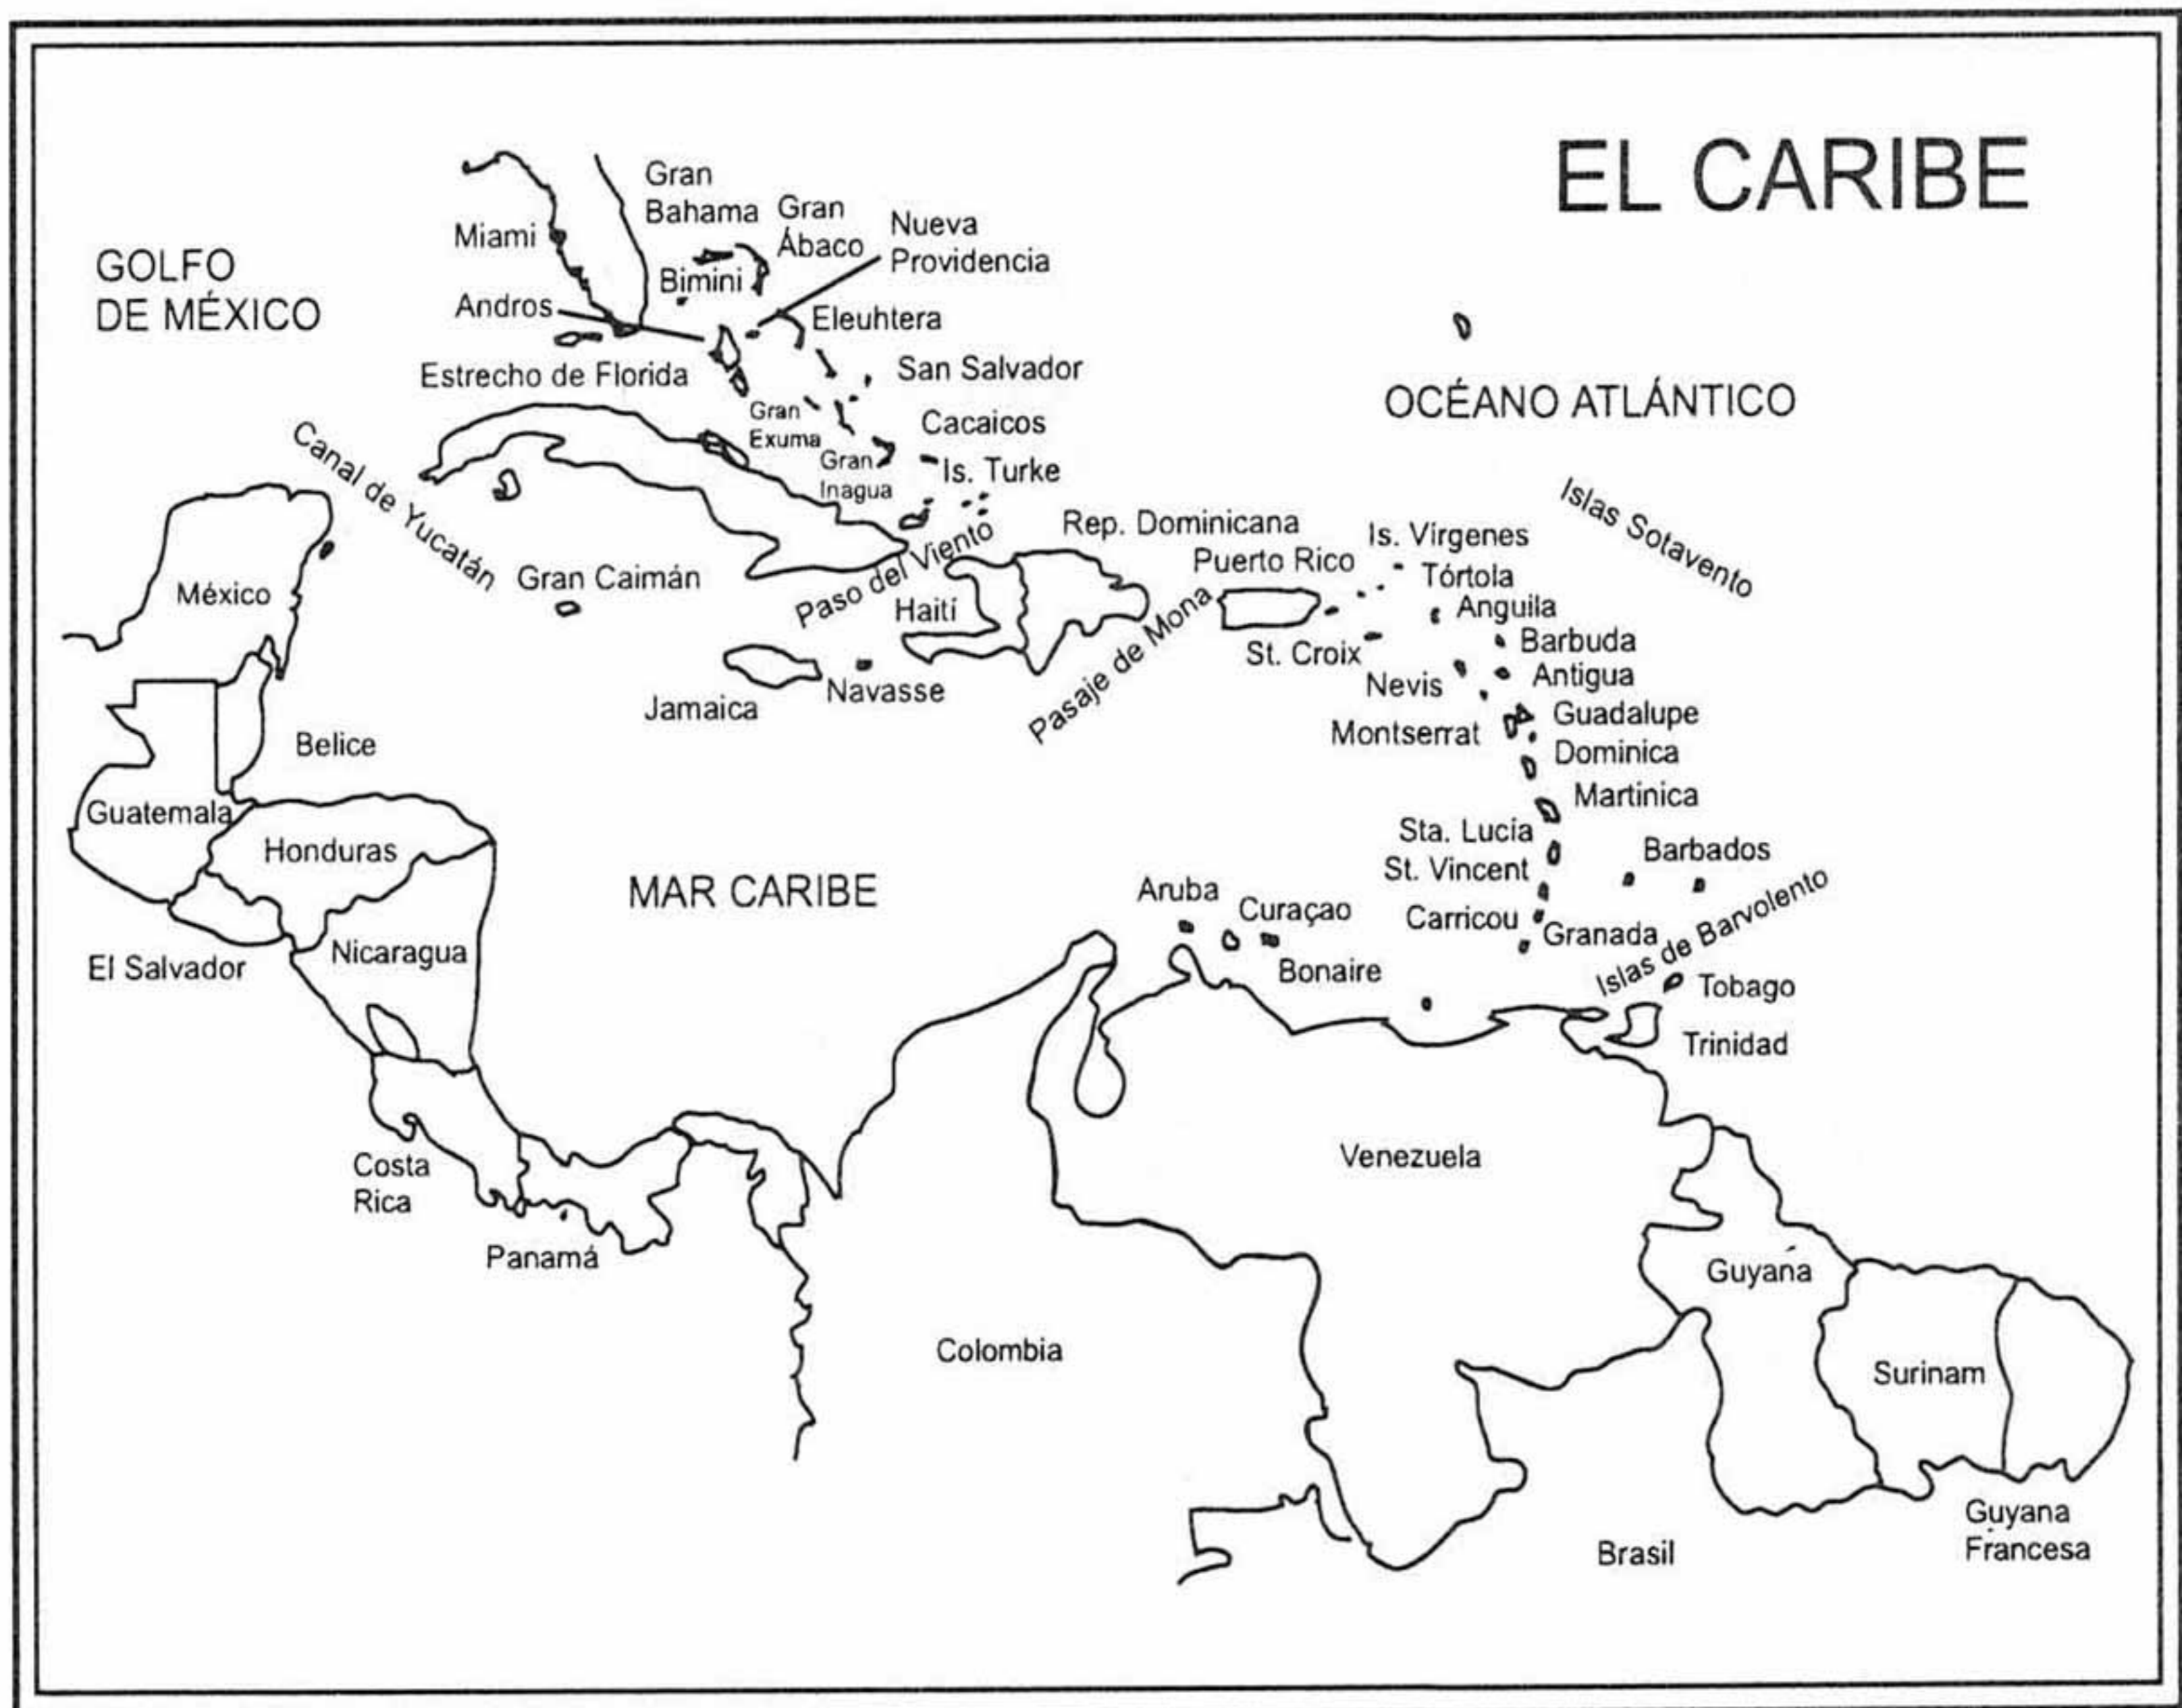 EL CARIBE
Gran
Bahama
Gran
Ábaco
Nueva
Providencia
Miami
GOLFO
DE MÉXICO
Bimini
Andros
Eleuhtera
Estrecho de Florida
San Salvador
OCÉANO ATLÁNTICO
Gran
Exuma
Cacaicos
Canal de Yucatán
Gran
Inagua
Is. Turke
Islas Sotavento
Rep. Dominicana
Is. Vírgenes
Puerto Rico
Tórtola
Gran Caimán
Paso del Viento
México
Haití
Anguila
Pasaje de Mona
St. Croix
Barbuda
Nevis
Antigua
Navasse
Jamaica
Guadalupe
Montserrat
Belice
Dominica
Martinica
Guatemala
Honduras
Sta. Lucía
Barbados
St. Vincent
MAR CARIBE
Aruba
Curaçao
Carricou
Granada
Islas de Barvolento
Nicaragua
El Salvador
Bonaire
Tobago
Trinidad
Costa
Rica
Venezuela
Panamá
Guyana
Colombia
Surinam
Guyana
Francesa
Brasil